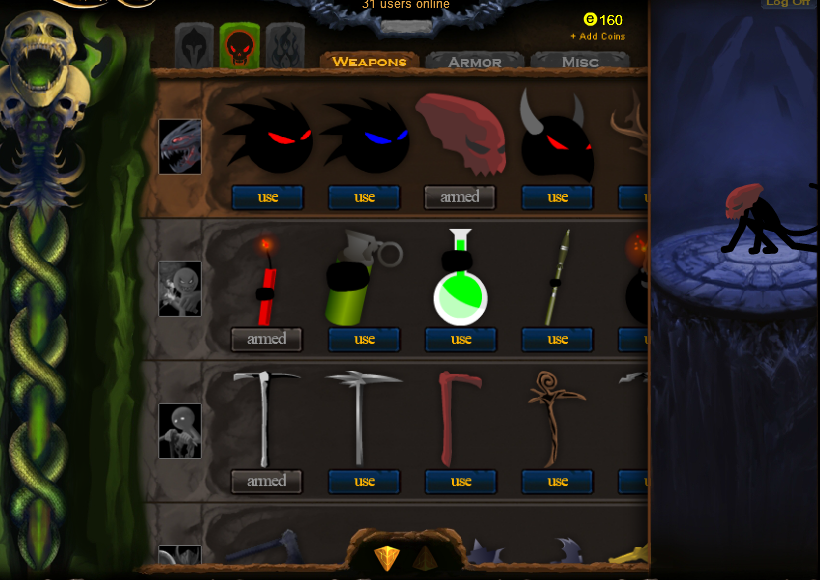 31 users online
Log Off
160
+ Add Coins
WEAPONS
ARMOR
MISC
use
use
armed
use
armed
use
use
use
armed
use
use
use